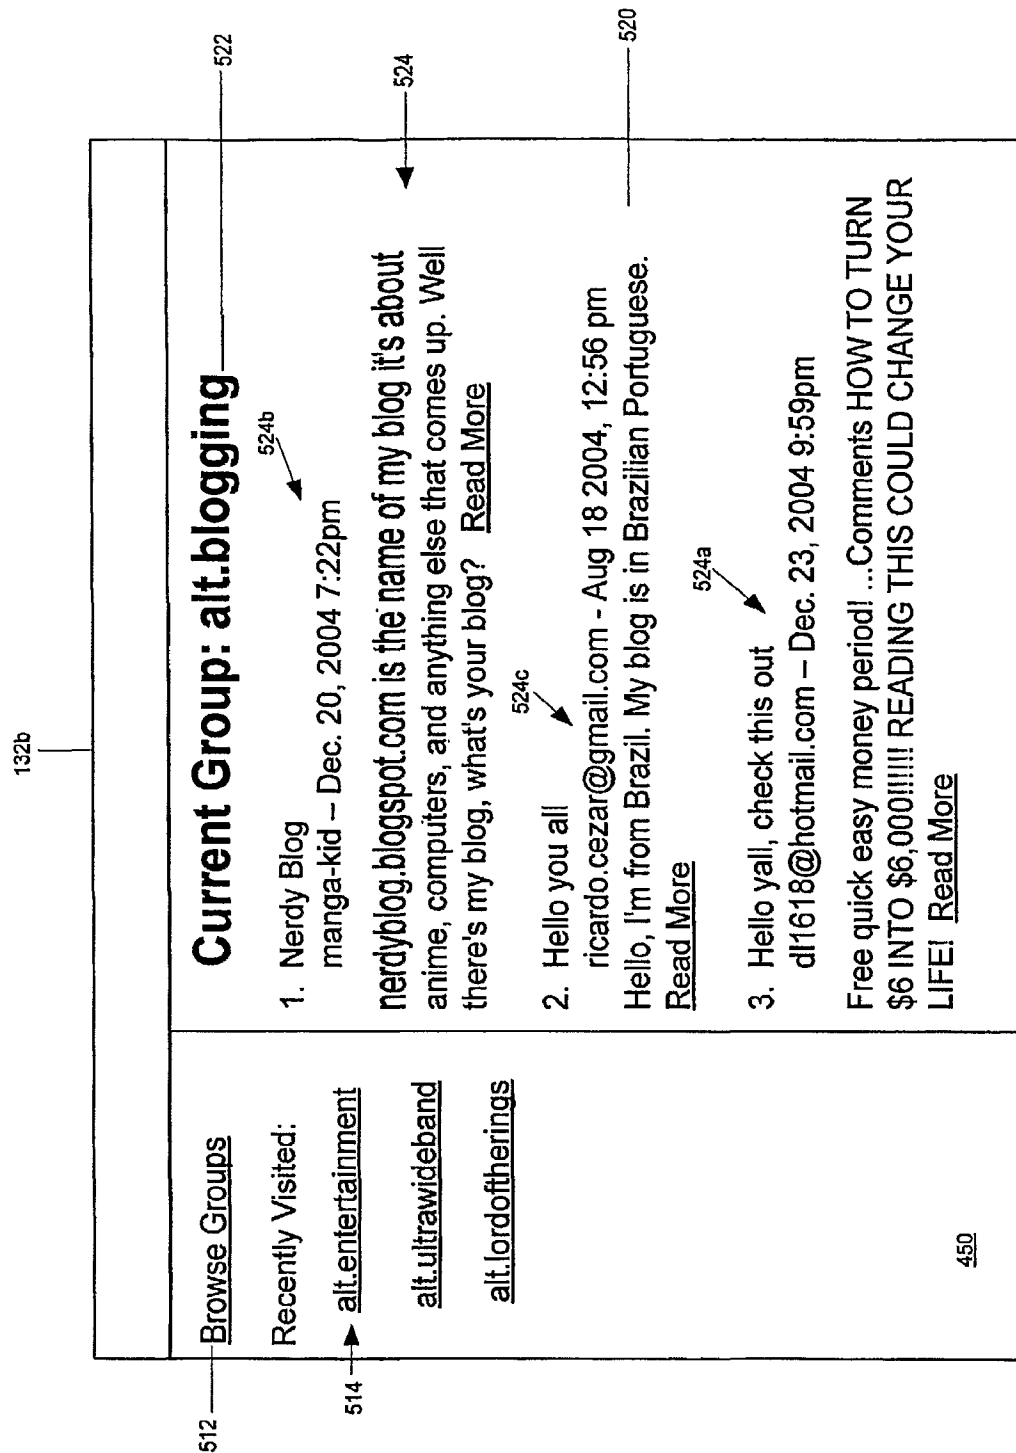 132b
Current Group: alt.blogging
522
524b
1. Nerdy Blog
manga-kid – Dec. 20, 2004 7:22pm
524
nerdyblog.blogspot.com is the name of my blog it's about
anime, computers, and anything else that comes up. Well
there's my blog, what's your blog? Read More
524c
2. Hello you all
ricardo.cezar@gmail.com - Aug 18 2004, 12:56 pm
Hello, I'm from Brazil. My blog is in Brazilian Portuguese.
Read More
520
524a
3. Hello yall, check this out
dl1618@hotmail.com – Dec. 23, 2004 9:59pm
Free quick easy money period! ...Comments HOW TO TURN
$6 INTO $6,000!!!!!! READING THIS COULD CHANGE YOUR
LIFE! Read More
512
Browse Groups
Recently Visited:
514
alt.entertainment
alt.ultrawideband
alt.lordoftherings
450